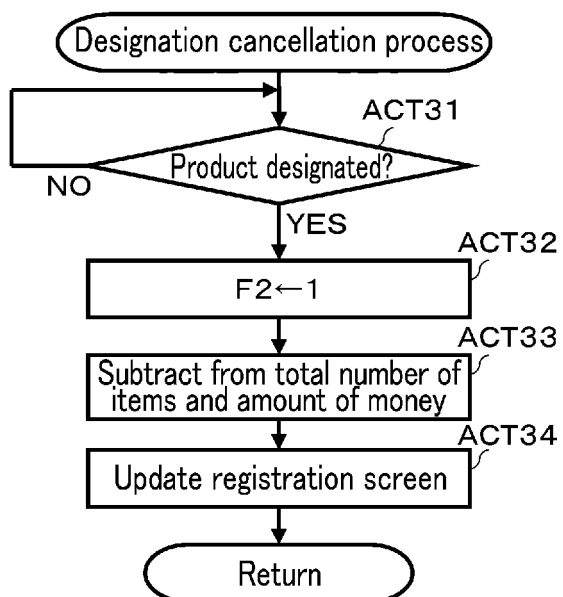 Designation cancellation process
ACT31
Product designated?
NO
YES
ACT32
F2←1
ACT33
Subtract from total number of
items and amount of money
ACT34
Update registration screen
Return